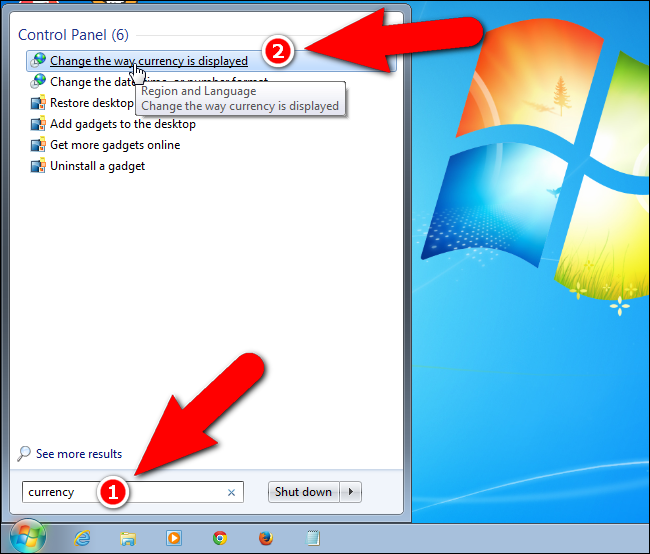 Control Panel (6)
Change the way currency is displayed
2
Change the date, time, or number format
Region and Language
Change the way currency is displayed
Restore desktop
Add gadgets to the desktop
Get more gadgets online
Uninstall a gadget
See more results
currency
1
Shut down